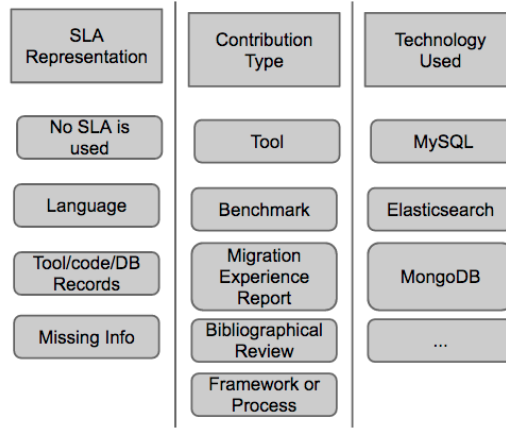 SLA
Representation
No SLA is
used
Language
Tool/code/DB
Records
Missing Info
Contribution
Type
Tool
Benchmark
Migration
Experience
Report
Bibliographical
Review
Framework or
Process
Technology
Used
MySQL
Elasticsearch
MongoDB
...